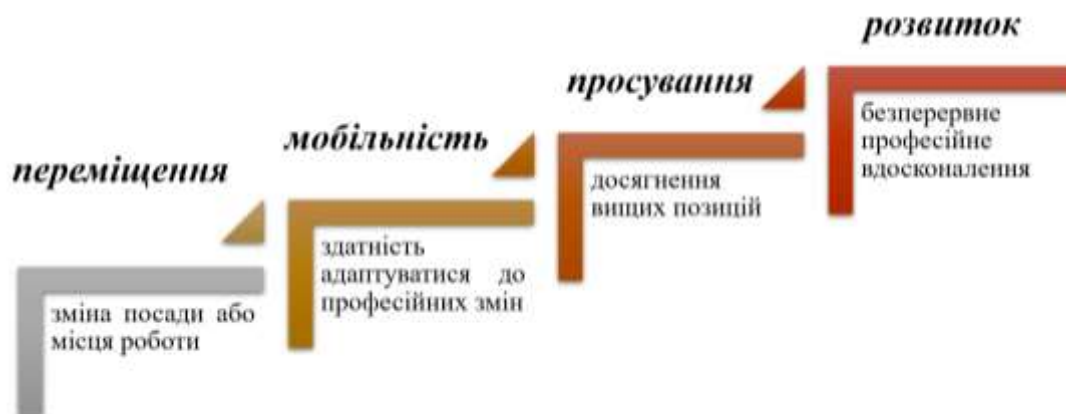 переміщення
зміна посади або
місця роботи
мобільність
здатність
адаптуватися до
професійних змін
просування
досягнення
вищих позицій
розвиток
безперервне
професійне
вдосконалення